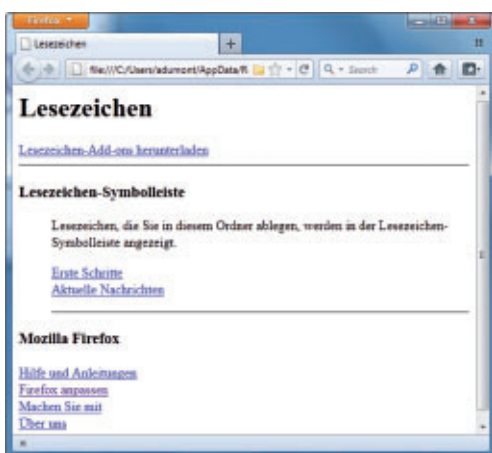 Firefox
Lesezeichen
file:///C:/Users/adumont/AppData/R
Search
Lesezeichen
Lesezeichen-Add-ons herunterladen
Lesezeichen-Symbolleiste
Lesezeichen, die Sie in diesem Ordner ablegen, werden in der Lesezeichen-
Symbolleiste angezeigt.
Erste Schritte
Aktuelle Nachrichten
Mozilla Firefox
Hilfe und Anleitungen
Firefox anpassen
Machen Sie mit
Über uns